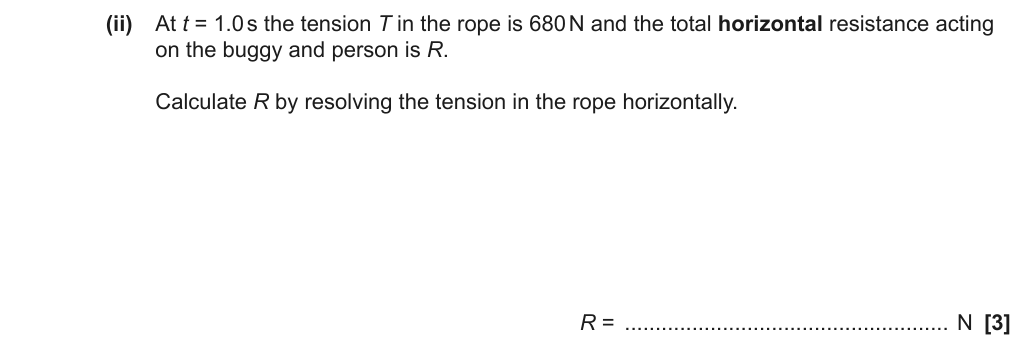 (ii) At t = 1.0 s the tension T in the rope is 680 N and the total horizontal resistance acting
on the buggy and person is R.
Calculate R by resolving the tension in the rope horizontally.
R = ..................................................... N [3]